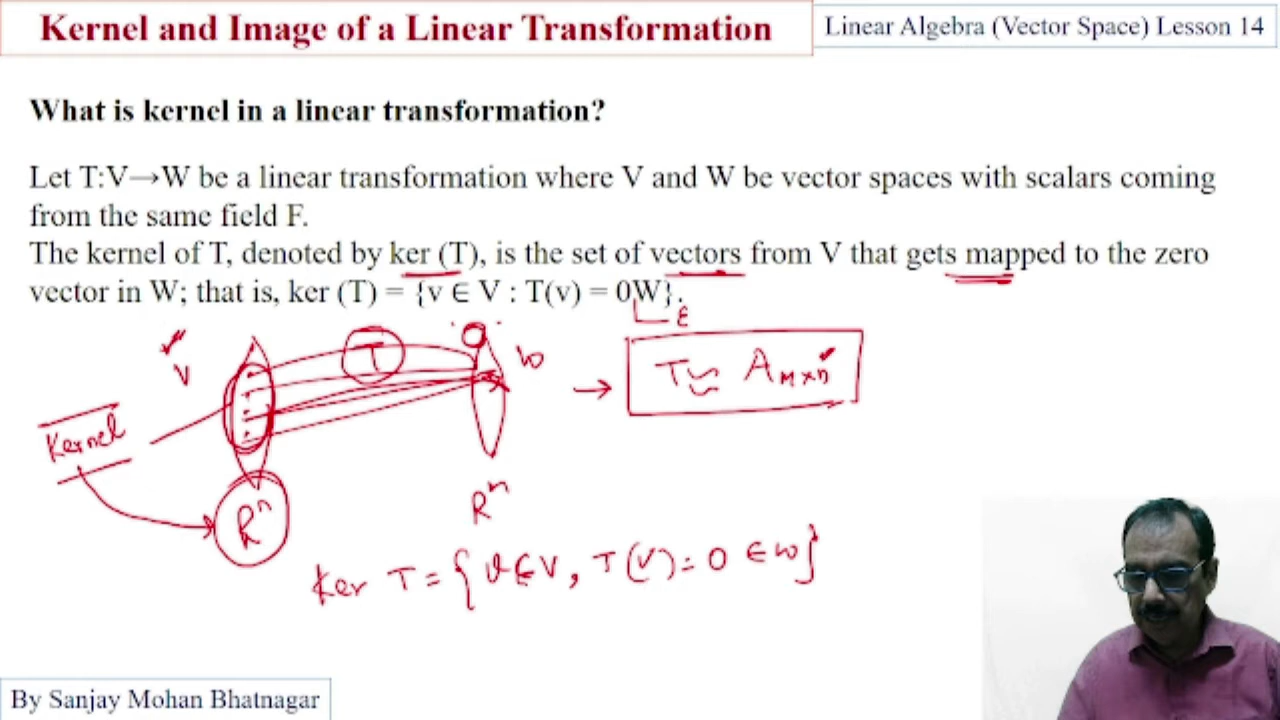 Kernel and Image of a Linear Transformation
Linear Algebra (Vector Space) Lesson 14
What is kernel in a linear transformation?
Let T:V→W be a linear transformation where V and W be vector spaces with scalars coming
from the same field F.
The kernel of T, denoted by ker (T), is the set of vectors from V that gets mapped to the zero
vector in W; that is, ker (T) = {v ∈ V : T(v) = 0W}.
∈
V
T
W
→ T ≈ A m×n
Kernel
Rⁿ
Rᵐ
Ker T = { v ∈ V, T(v) = 0 ∈ W }
By Sanjay Mohan Bhatnagar